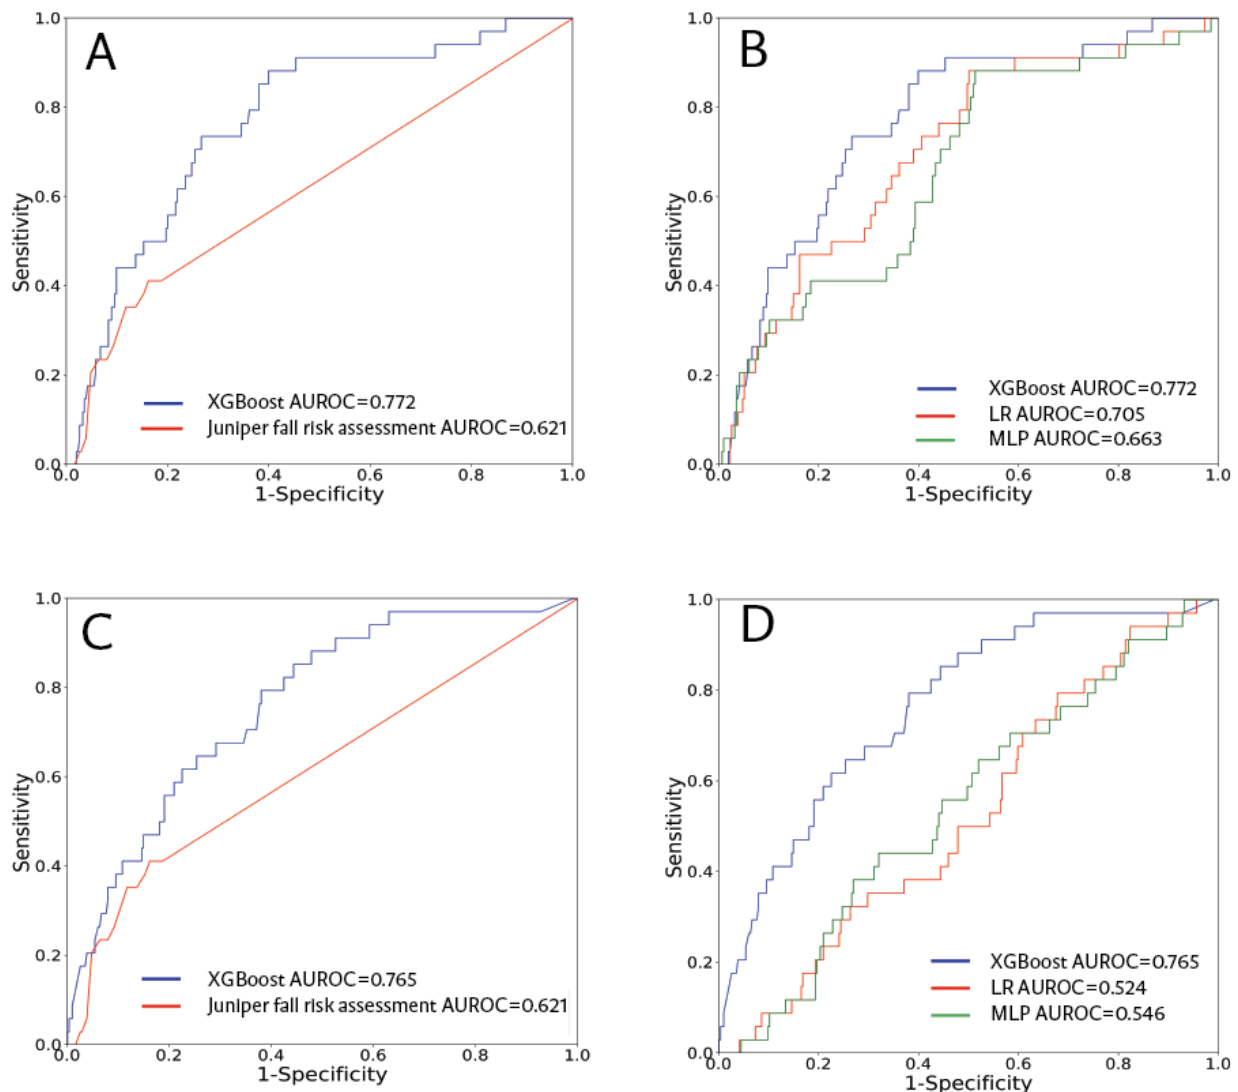 A
1.0
0.8
0.6
0.4
0.2
0.0
Sensitivity
XGBoost AUROC=0.772
Juniper fall risk assessment AUROC=0.621
0.0 0.2 0.4 0.6 0.8 1.0
1-Specificity
B
1.0
0.8
0.6
0.4
0.2
0.0
Sensitivity
XGBoost AUROC=0.772
LR AUROC=0.705
MLP AUROC=0.663
0.0 0.2 0.4 0.6 0.8 1.0
1-Specificity
C
1.0
0.8
0.6
0.4
0.2
0.0
Sensitivity
XGBoost AUROC=0.765
Juniper fall risk assessment AUROC=0.621
0.0 0.2 0.4 0.6 0.8 1.0
1-Specificity
D
1.0
0.8
0.6
0.4
0.2
0.0
Sensitivity
XGBoost AUROC=0.765
LR AUROC=0.524
MLP AUROC=0.546
0.0 0.2 0.4 0.6 0.8 1.0
1-Specificity